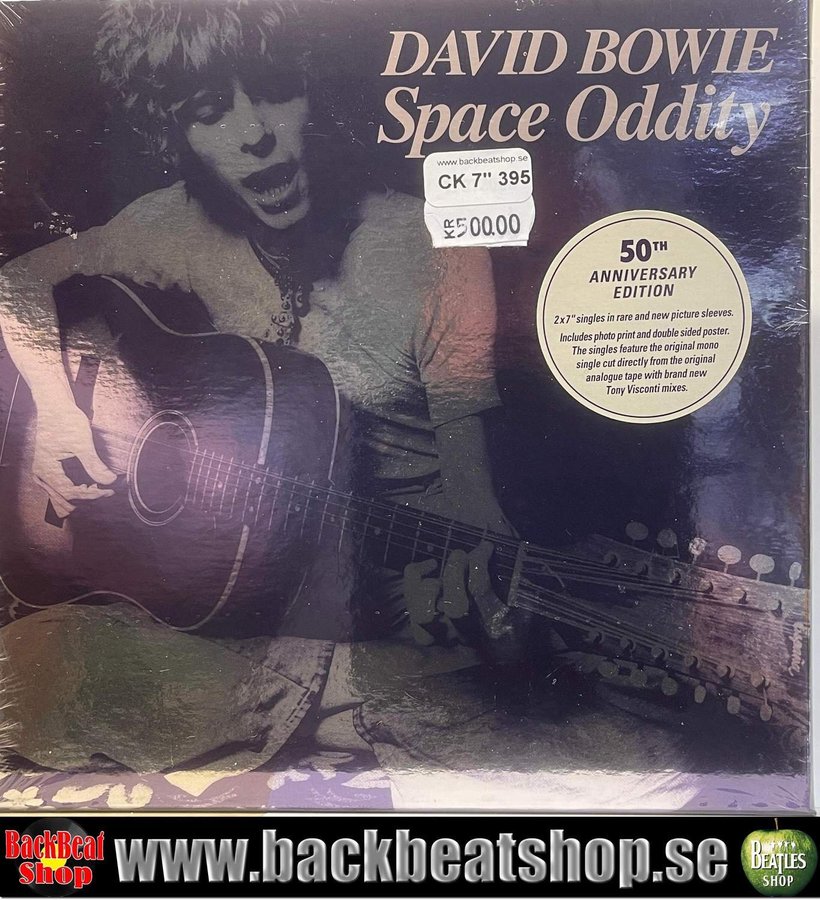 DAVID BOWIE
Space Oddity
www.backbeatshop.se
CK 7" 395
KR 500.00
50TH
ANNIVERSARY
EDITION
2x7" singles in rare and new picture sleeves.
Includes photo print and double sided poster.
The singles feature the original mono
single cut directly from the original
analogue tape with brand new
Tony Visconti mixes.
BackBeat
Shop
www.backbeatshop.se
BEATLES
SHOP